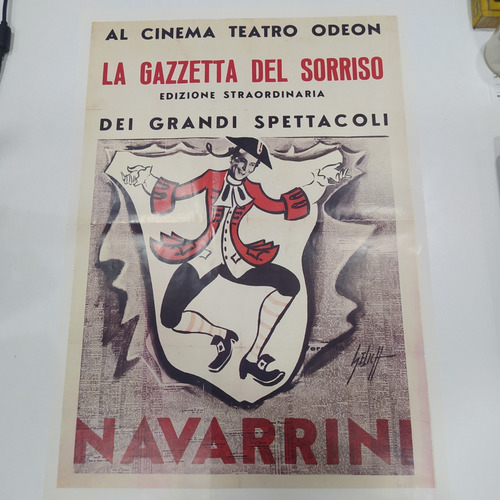 AL CINEMA TEATRO ODEON
LA GAZZETTA DEL SORRISO
EDIZIONE STRAORDINARIA
DEI GRANDI SPETTACOLI
NAVARRINI